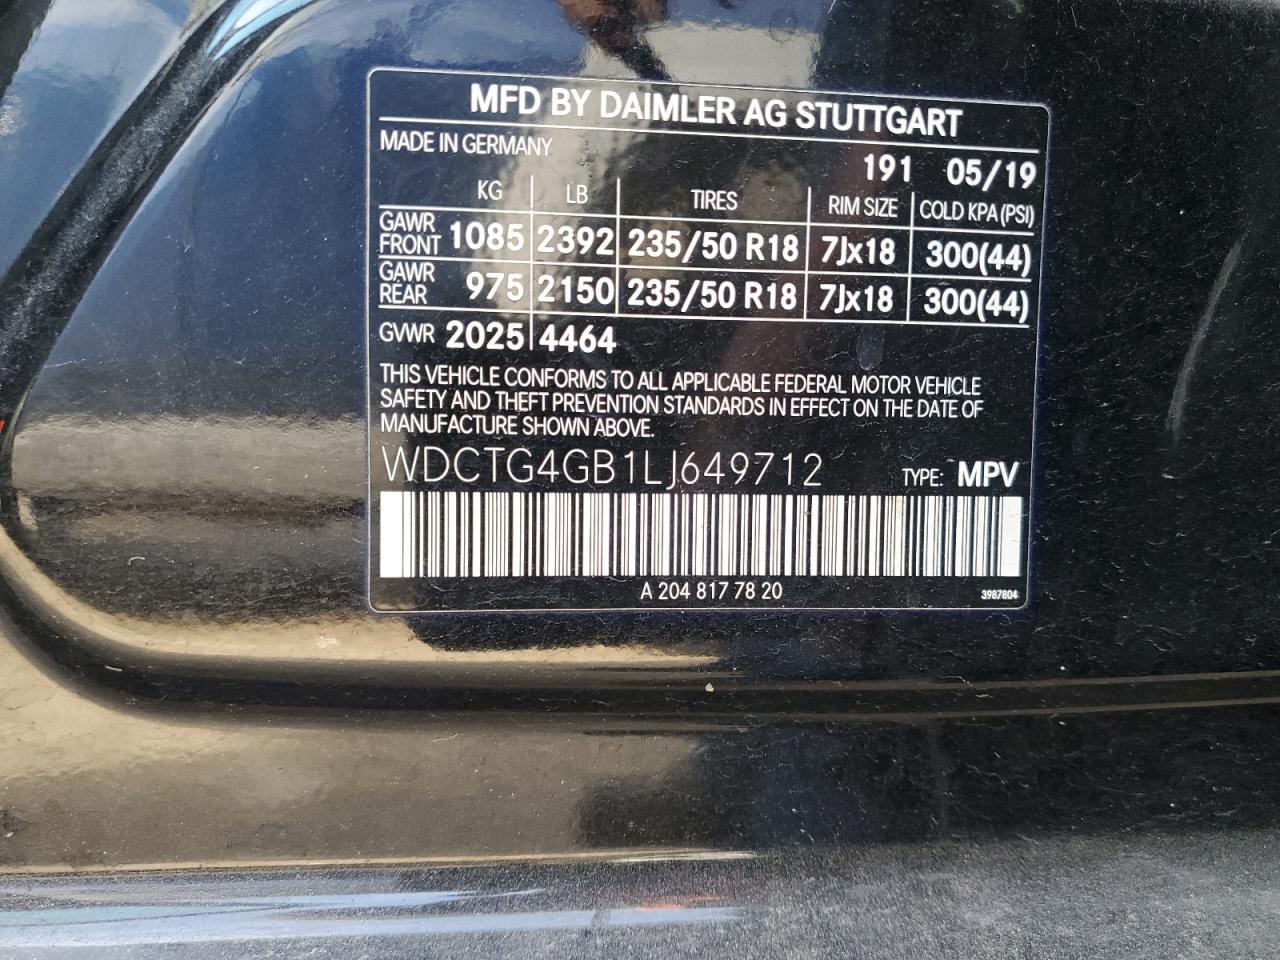 MFD BY DAIMLER AG STUTTGART
MADE IN GERMANY
191 05/19
KG LB TIRES RIM SIZE COLD KPA (PSI)
GAWR FRONT 1085 2392 235/50 R18 7Jx18 300(44)
GAWR REAR 975 2150 235/50 R18 7Jx18 300(44)
GVWR 2025 4464
THIS VEHICLE CONFORMS TO ALL APPLICABLE FEDERAL MOTOR VEHICLE
SAFETY AND THEFT PREVENTION STANDARDS IN EFFECT ON THE DATE OF
MANUFACTURE SHOWN ABOVE.
WDCTG4GB1LJ649712 TYPE: MPV
A 204 817 78 20
3987804